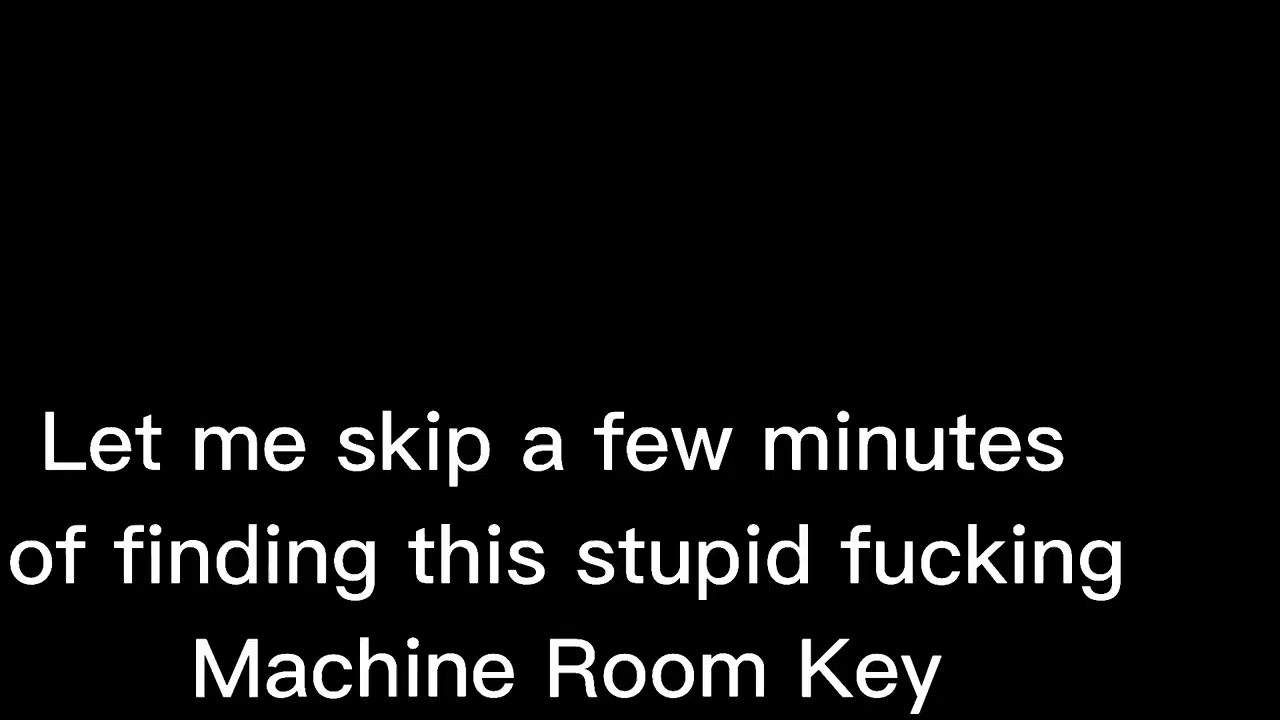 Let me skip a few minutes
of finding this stupid fucking
Machine Room Key